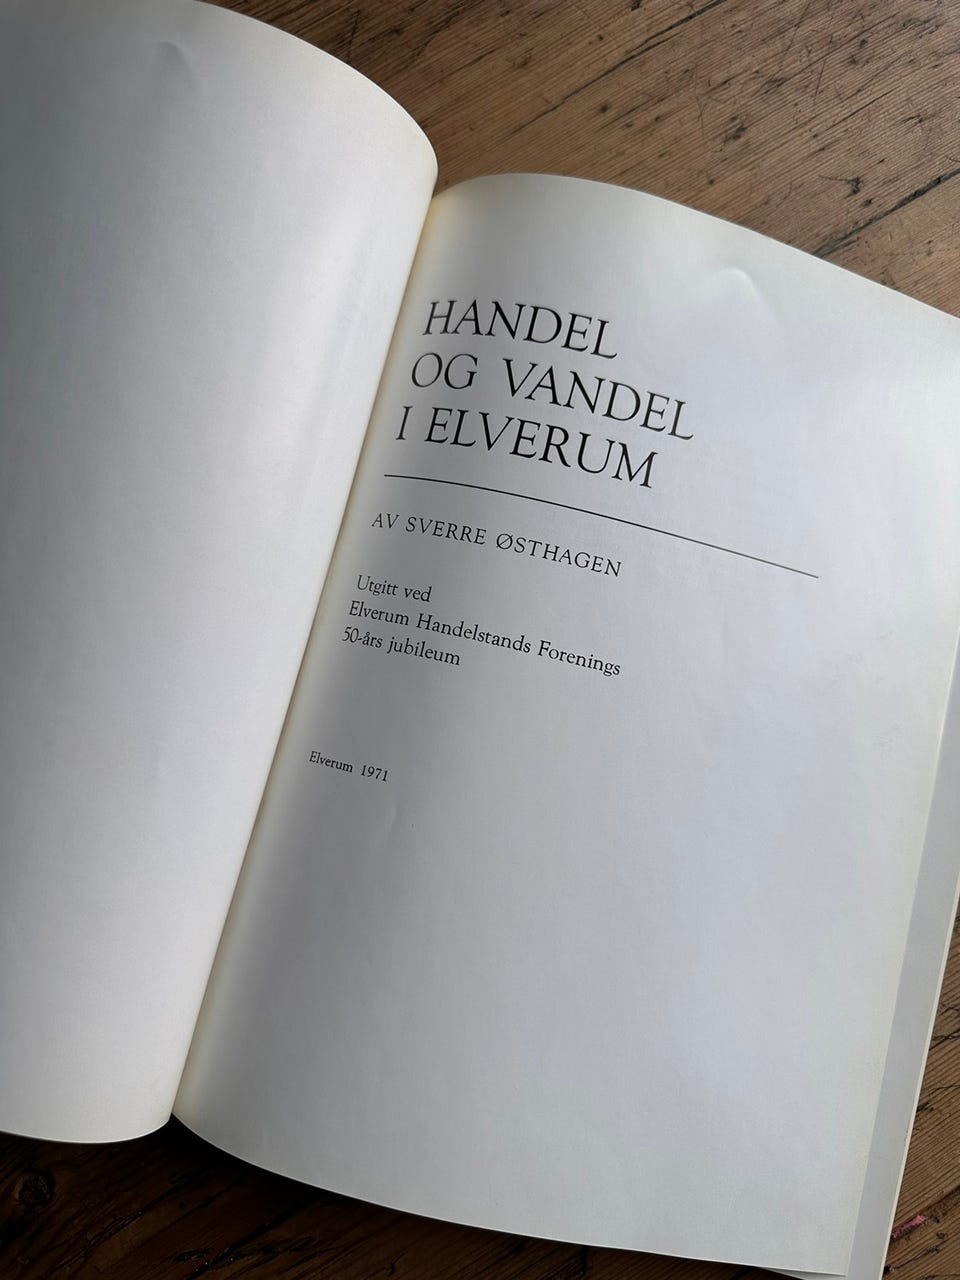 HANDEL
OG VANDEL
I ELVERUM
AV SVERRE ØSTHAGEN
Utgitt ved
Elverum Handelstands Forenings
50-års jubileum
Elverum 1971